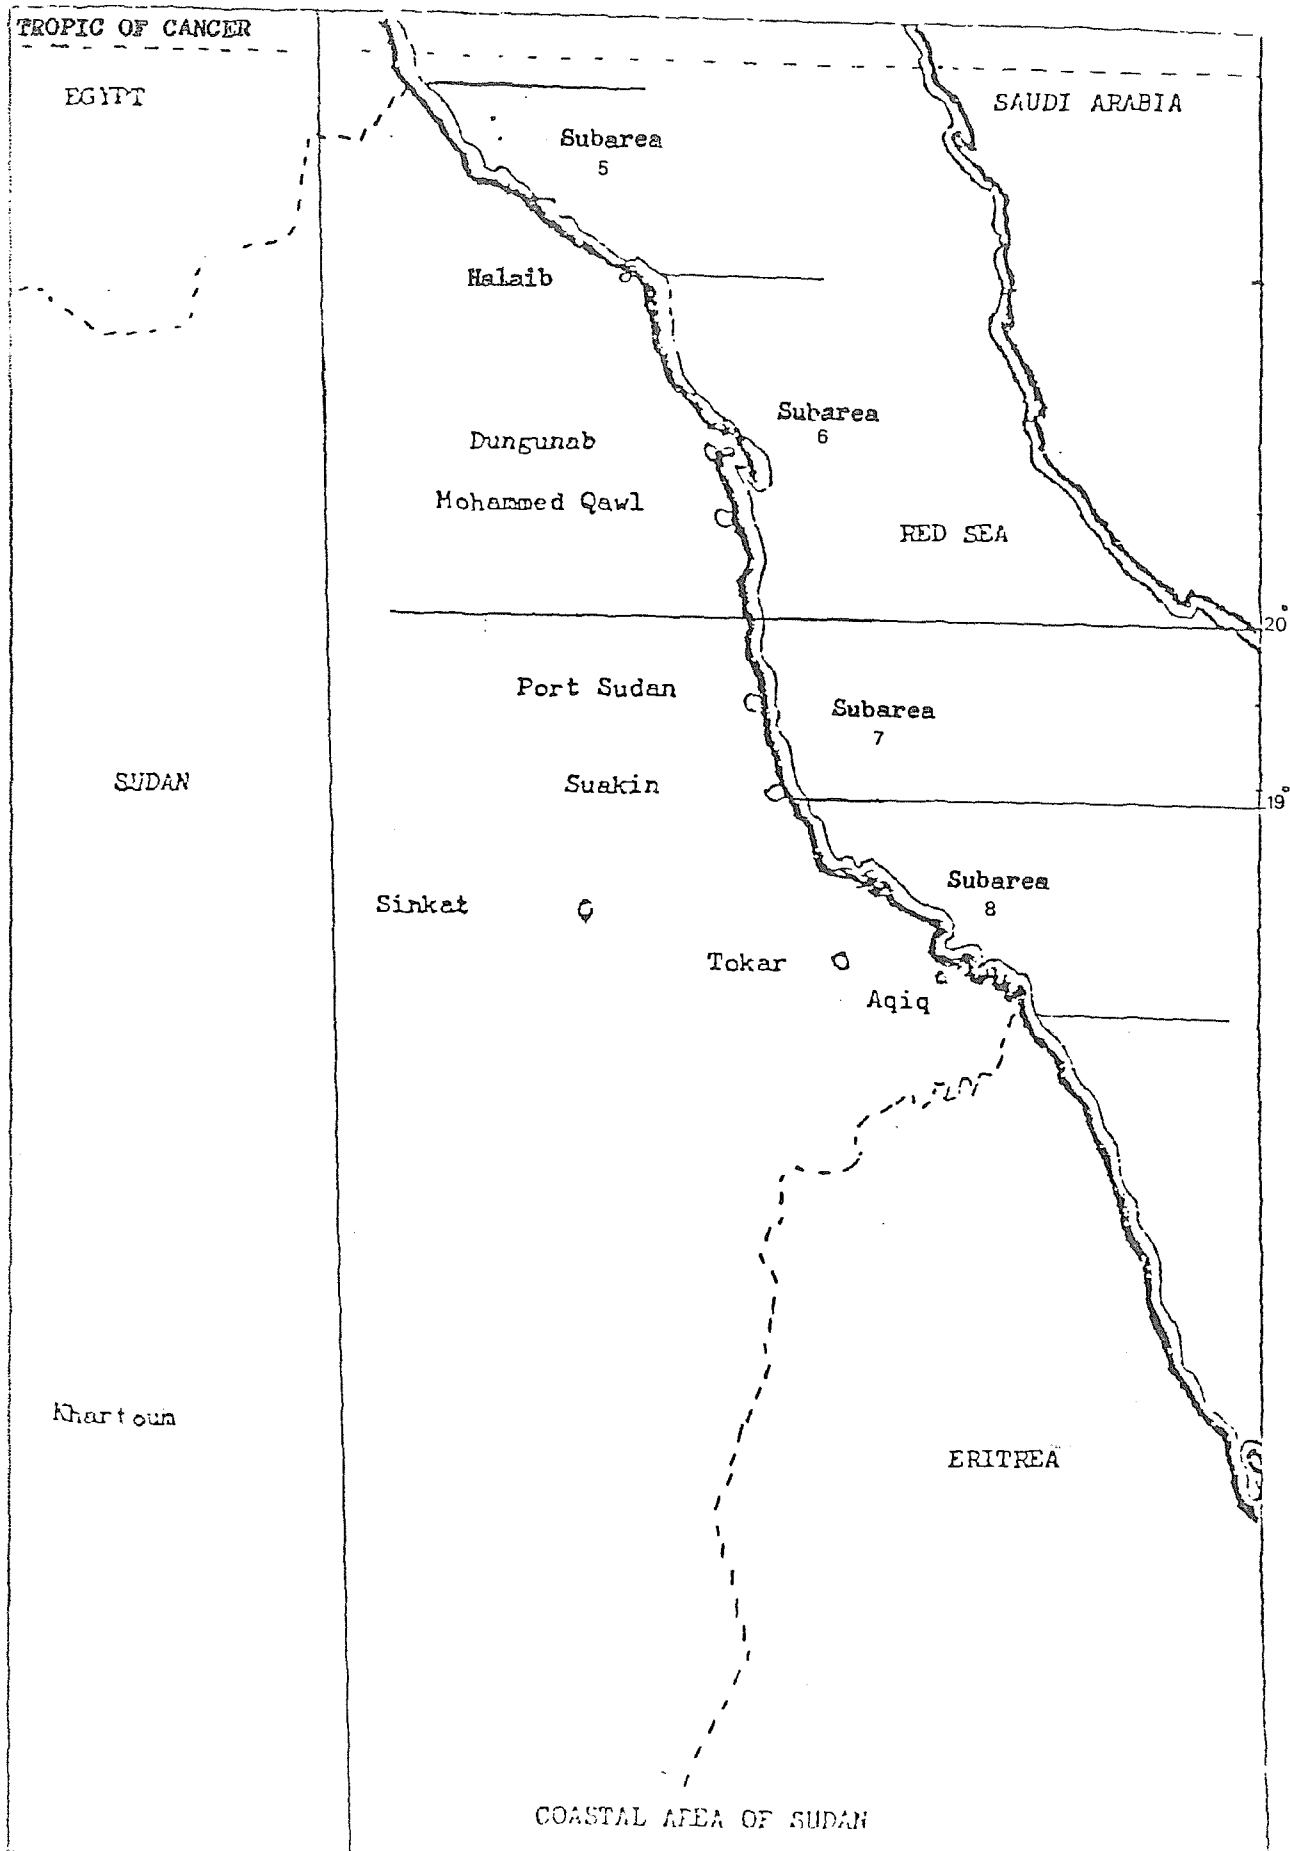 TROPIC OF CANCER
EGYPT
SAUDI ARABIA
Subarea
5
Halaib
Subarea
6
Dungunab
Mohammed Qawl
RED SEA
20°
Port Sudan
Subarea
7
SUDAN
Suakin
19°
Subarea
8
Sinkat
Tokar
Aqiq
Khartoum
ERITREA
COASTAL AREA OF SUDAN